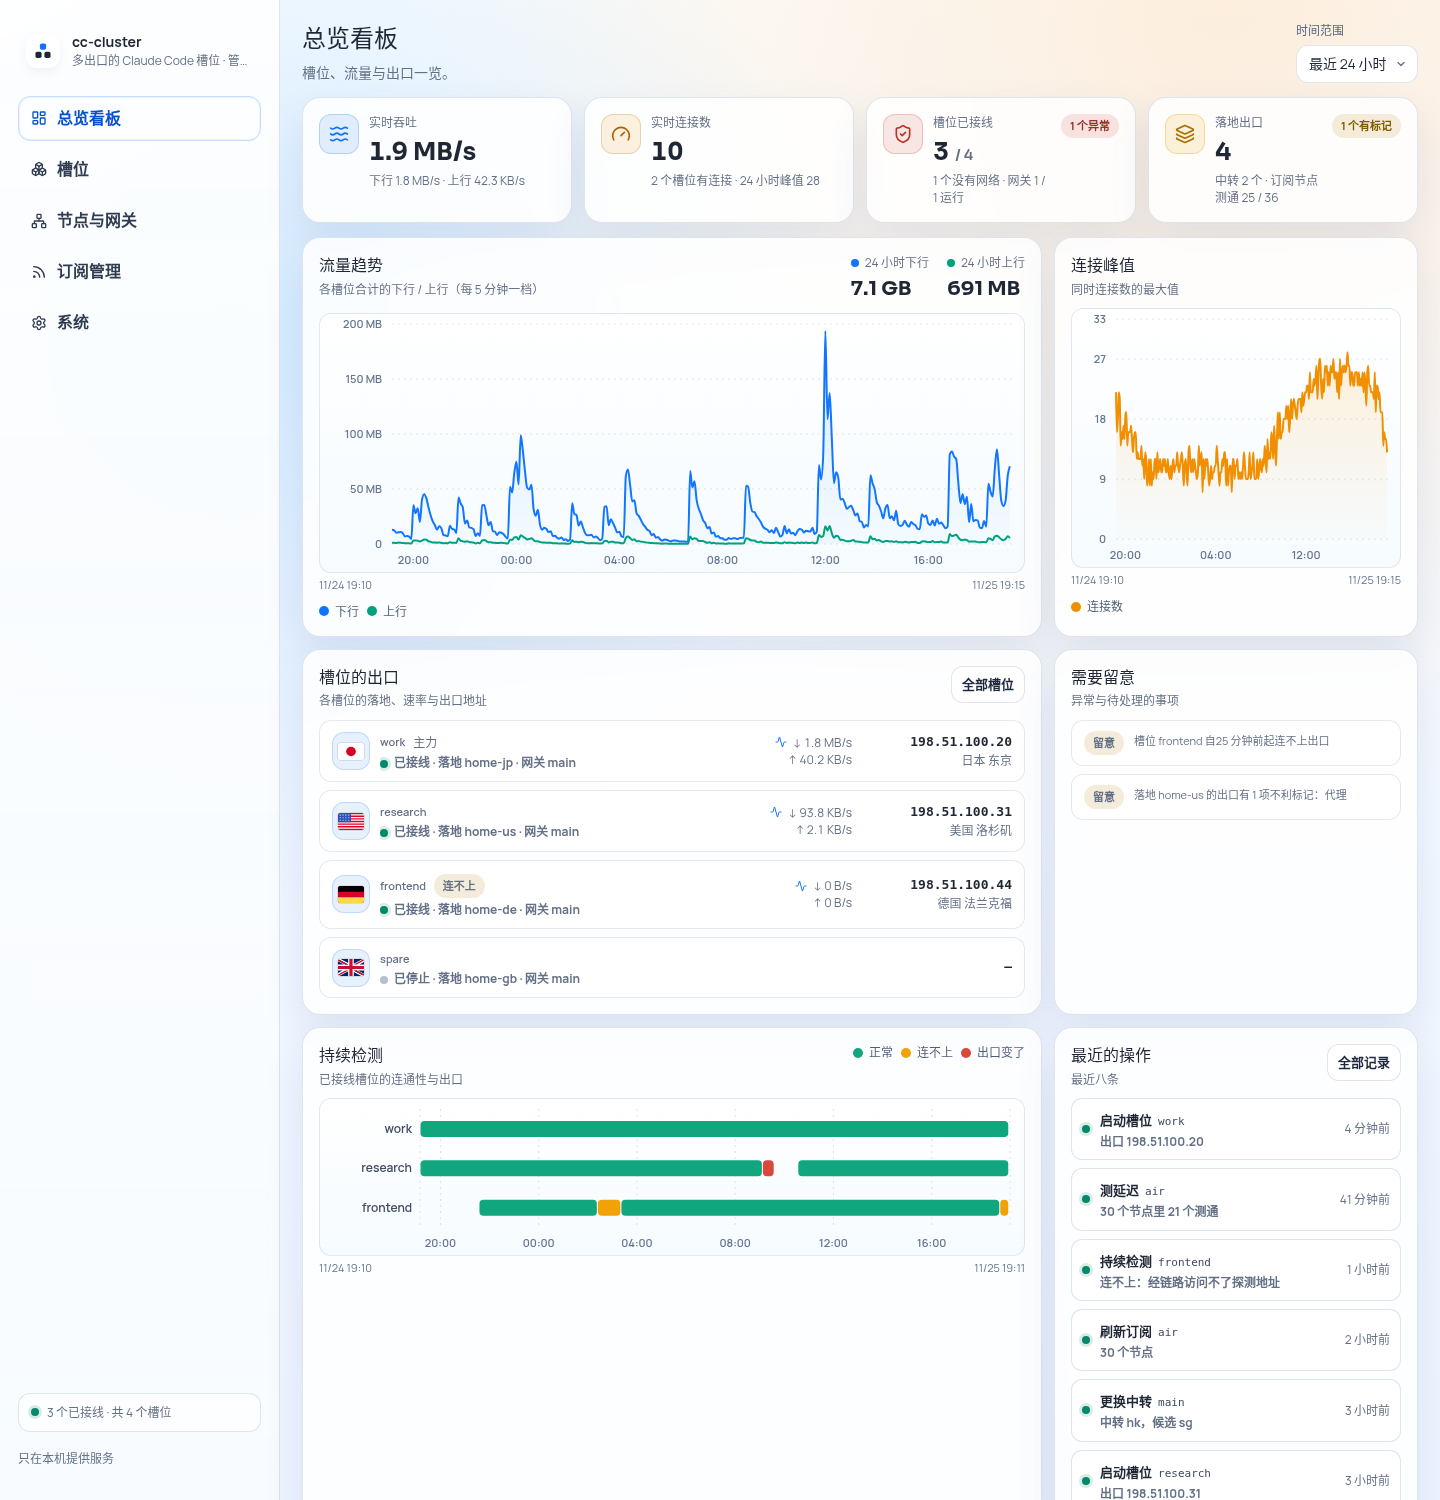 cc-cluster
多出口的 Claude Code 槽位 · 管…
总览看板
槽位
节点与网关
订阅管理
系统
3 个已接线 · 共 4 个槽位
只在本机提供服务
总览看板
槽位、流量与出口一览。
时间范围
最近 24 小时
实时吞吐
1.9 MB/s
下行 1.8 MB/s · 上行 42.3 KB/s
实时连接数
10
2 个槽位有连接 · 24 小时峰值 28
槽位已接线
1 个异常
3 / 4
1 个没有网络 · 网关 1 /
1 运行
落地出口
1 个有标记
4
中转 2 个 · 订阅节点
测通 25 / 36
流量趋势
各槽位合计的下行 / 上行（每 5 分钟一档）
24 小时下行
7.1 GB
24 小时上行
691 MB
200 MB
150 MB
100 MB
50 MB
0
20:00 00:00 04:00 08:00 12:00 16:00
11/24 19:10 11/25 19:15
下行 上行
连接峰值
同时连接数的最大值
33
27
18
9
0
20:00 04:00 12:00
11/24 19:10 11/25 19:15
连接数
槽位的出口
各槽位的落地、速率与出口地址
全部槽位
work 主力
已接线 · 落地 home-jp · 网关 main
↓ 1.8 MB/s
↑ 40.2 KB/s
198.51.100.20
日本 东京
research
已接线 · 落地 home-us · 网关 main
↓ 93.8 KB/s
↑ 2.1 KB/s
198.51.100.31
美国 洛杉矶
frontend 连不上
已接线 · 落地 home-de · 网关 main
↓ 0 B/s
↑ 0 B/s
198.51.100.44
德国 法兰克福
spare
已停止 · 落地 home-gb · 网关 main
—
需要留意
异常与待处理的事项
留意 槽位 frontend 自25 分钟前起连不上出口
留意 落地 home-us 的出口有 1 项不利标记：代理
持续检测
已接线槽位的连通性与出口
正常 连不上 出口变了
work
research
frontend
20:00 00:00 04:00 08:00 12:00 16:00
11/24 19:10 11/25 19:11
最近的操作
最近八条
全部记录
启动槽位 work
出口 198.51.100.20
4 分钟前
测延迟 air
30 个节点里 21 个测通
41 分钟前
持续检测 frontend
连不上：经链路访问不了探测地址
1 小时前
刷新订阅 air
30 个节点
2 小时前
更换中转 main
中转 hk，候选 sg
3 小时前
启动槽位 research
出口 198.51.100.31
3 小时前